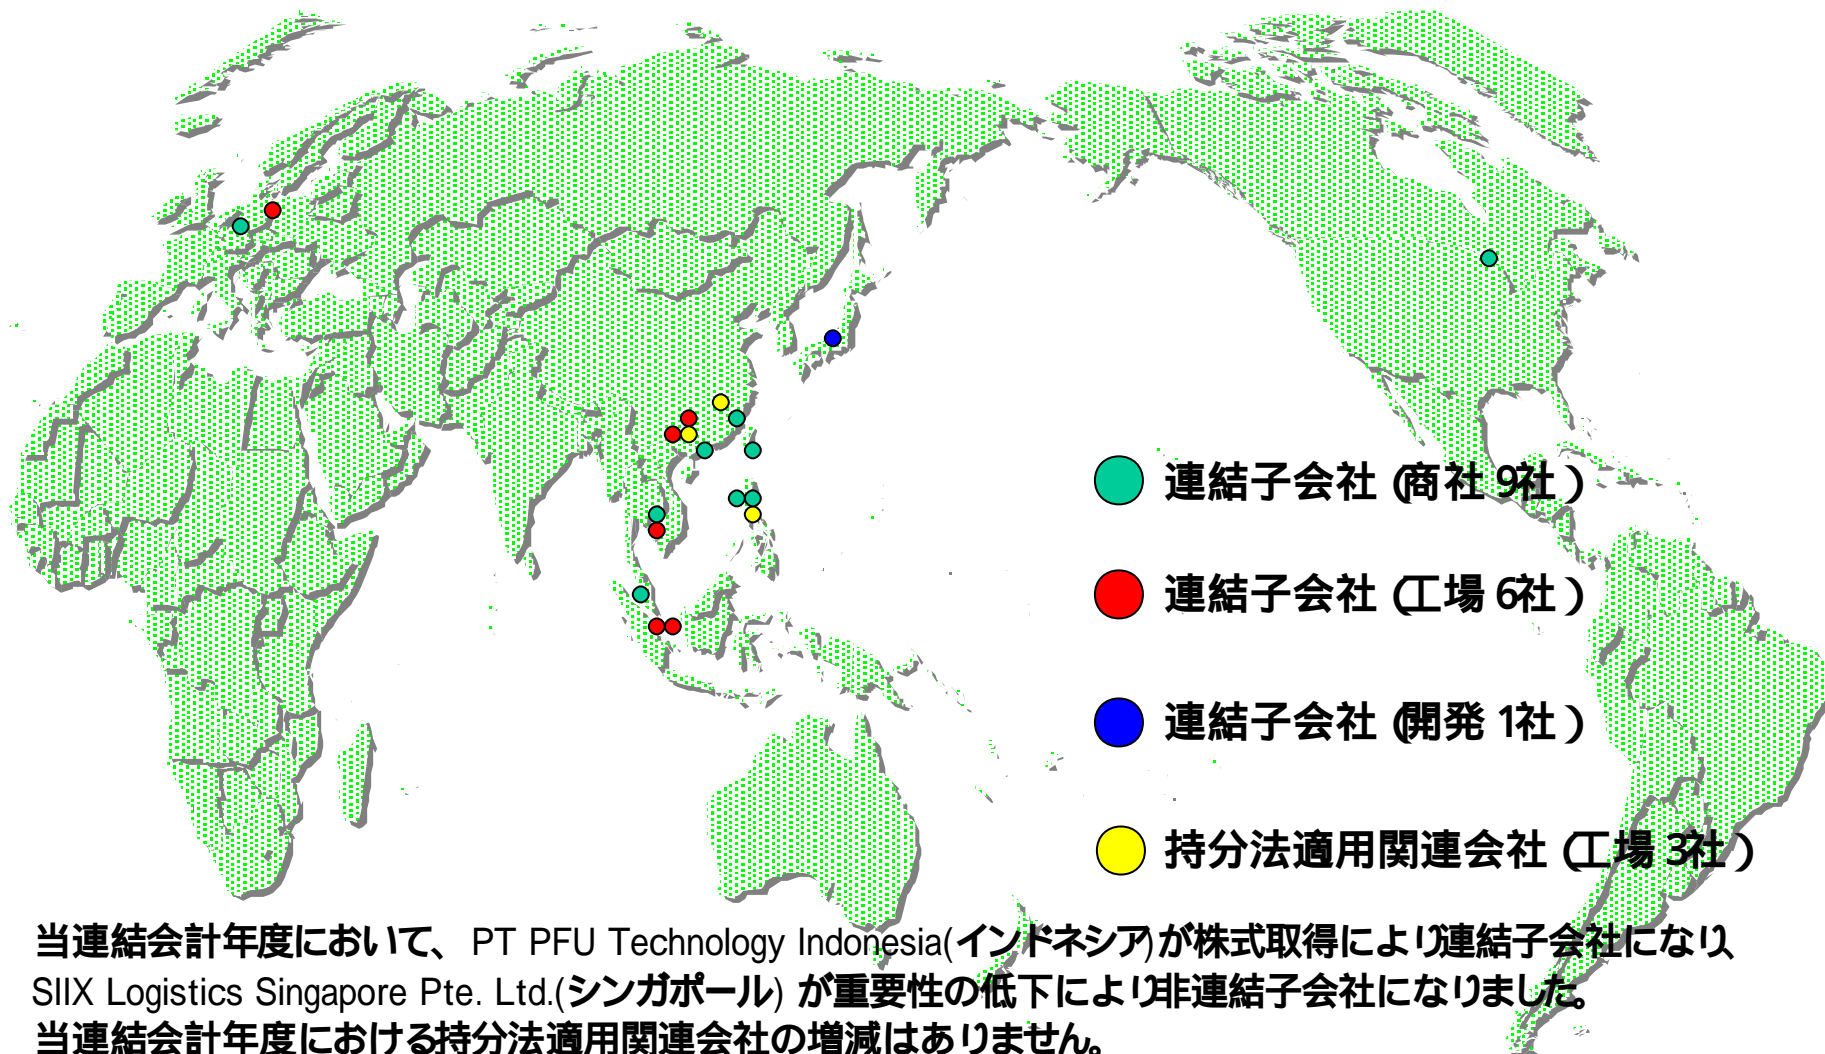 連結子会社 (商社 9社)
連結子会社 (工場 6社)
連結子会社 (開発 1社)
持分法適用関連会社 (工場 3社)
当連結会計年度において、 PT PFU Technology Indonesia(インドネシア)が株式取得により連結子会社になり、
SIIX Logistics Singapore Pte. Ltd.(シンガポール) が重要性の低下により非連結子会社になりました。
当連結会計年度における持分法適用関連会社の増減はありません。